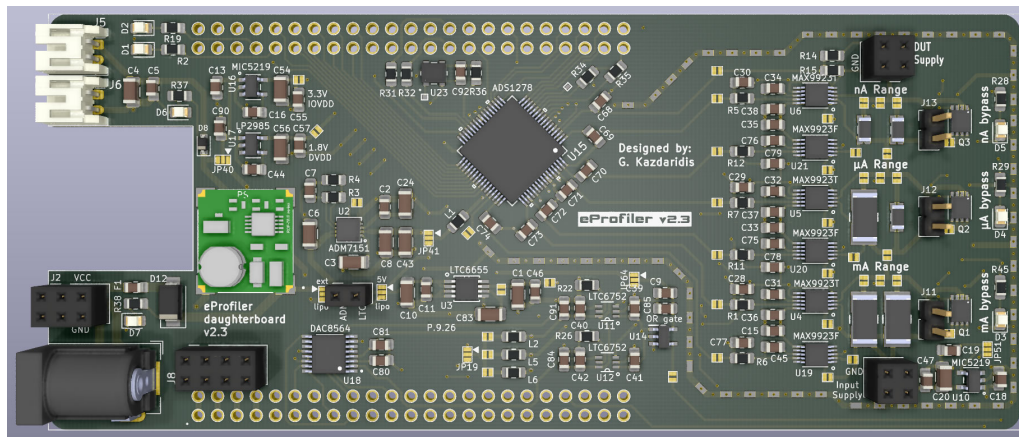 J5
D2
R19
D1
R2
J6
C4
C5
R37
D6
C13
U16
MIC5219
C54
3.3V
IOVDD
C55
C16
C90
U17
LP2985
C56
C57
1.8V
DVDD
D8
JP40
C44
R31
R32
U23
C92
R36
ADS1278
R34
R35
C68
C69
U15
C70
C71
C72
C73
C74
L1
Designed by:
G. Kazdaridis
eProfiler v2.3
PS
C7
R4
R3
C6
U2
ADM7151
C3
C2
C24
C8
C43
JP41
J2
VCC
GND
F1
R38
D7
D12
eProfiler
daughterboard
v2.3
ext
lipo
ADM
LTC
5V
lipo
C10
C11
LTC6655
U3
C83
P.9.26
C1
C46
DAC8564
U18
C81
C80
J8
JP19
L2
L5
L6
R22
C91
C40
LTC6752
U11
R26
C84
C42
LTC6752
U12
C41
JP64
C39
C85
C9
OR gate
U14
C30
R5
C38
C34
C35
C76
R12
C79
C29
R7
C37
C32
C33
C75
R11
C78
C28
R1
C36
C31
C15
C77
R6
C45
R14
R15
MAX9923T
U6
MAX9923F
U21
MAX9923T
U5
MAX9923F
U20
MAX9923T
U4
MAX9923F
U19
GND
DUT
Supply
nA Range
J13
Q3
R28
D5
nA bypass
µA Range
J12
Q2
R29
D4
µA bypass
mA Range
J11
Q1
R45
D3
mA bypass
GND
Input
Supply
C47
C20
C19
MIC5219
U10
JP51
C18